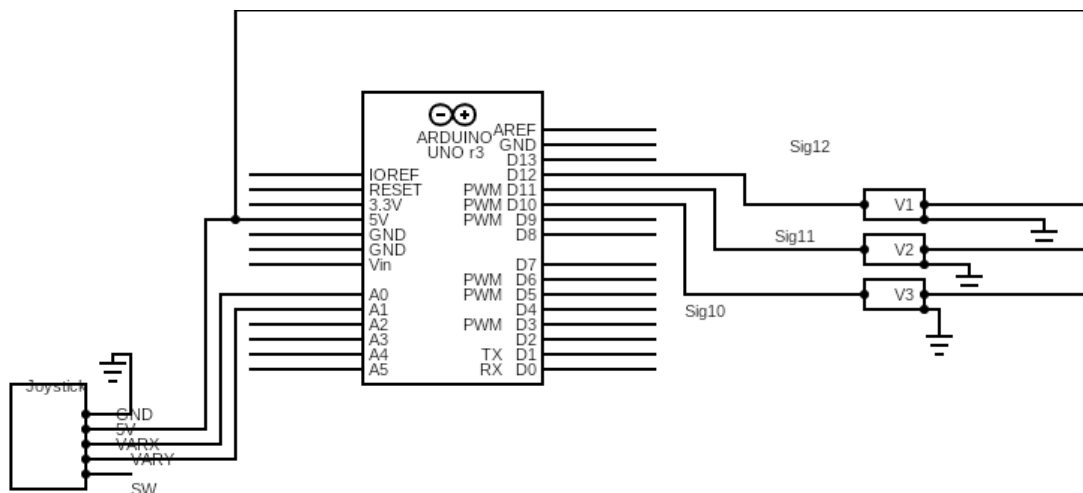 ARDUINO
UNO r3
IOREF
RESET
3.3V
5V
GND
GND
Vin
A0
A1
A2
A3
A4
A5
AREF
GND
D13
D12
PWM D11
PWM D10
PWM D9
D8
D7
PWM D6
PWM D5
D4
PWM D3
D2
TX D1
RX D0
Sig12
V1
Sig11
V2
V3
Sig10
Joystick
GND
5V
VARX
VARY
SW